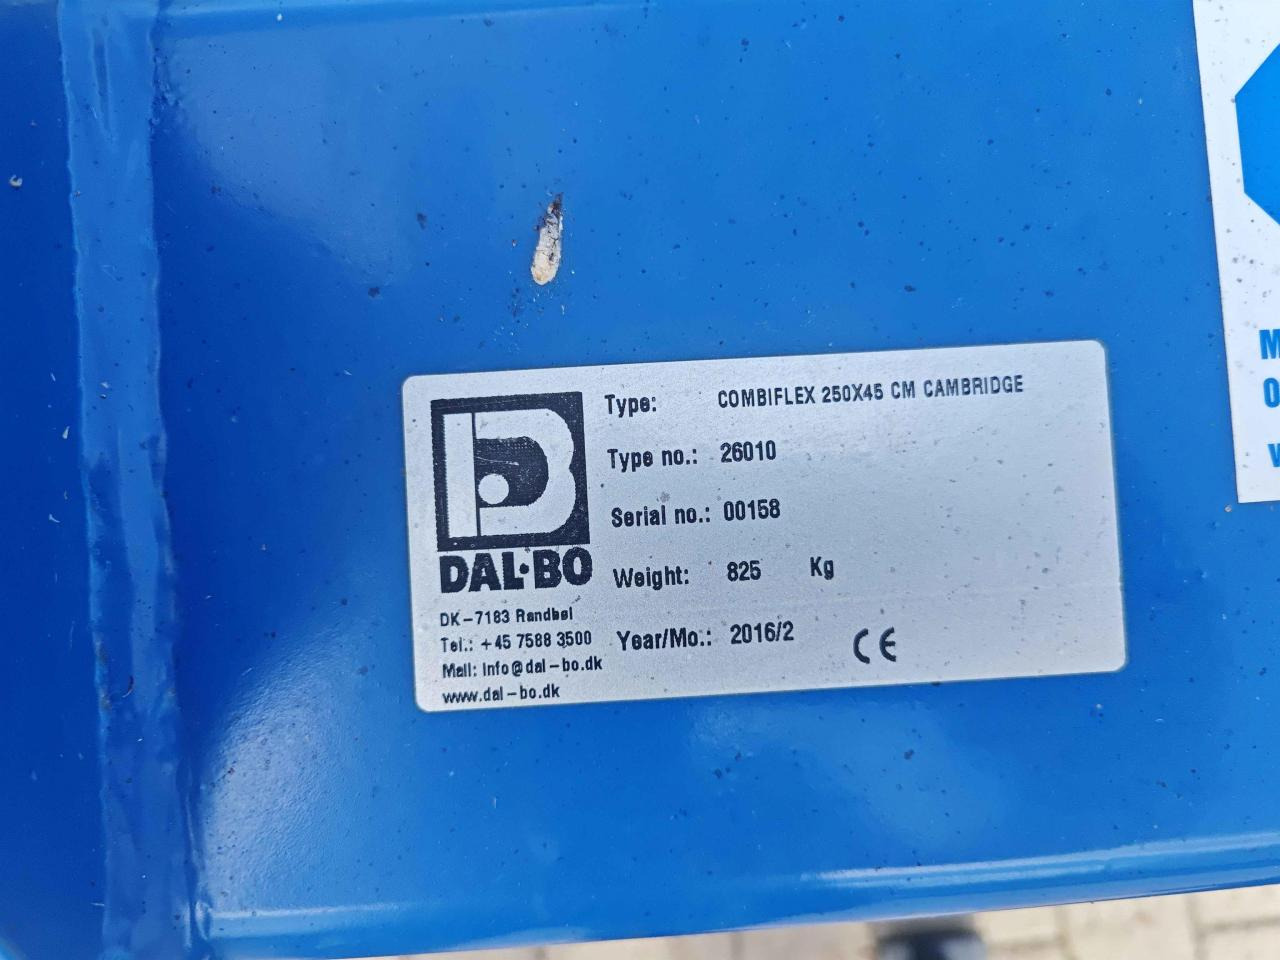 Type: COMBIFLEX 250X45 CM CAMBRIDGE
Type no.: 26010
Serial no.: 00158
Weight: 825 Kg
Year/Mo.: 2016/2 CE
DAL·BO
DK-7183 Randbøl
Tel.: +45 7588 3500
Mail: info@dal-bo.dk
www.dal-bo.dk
M
0